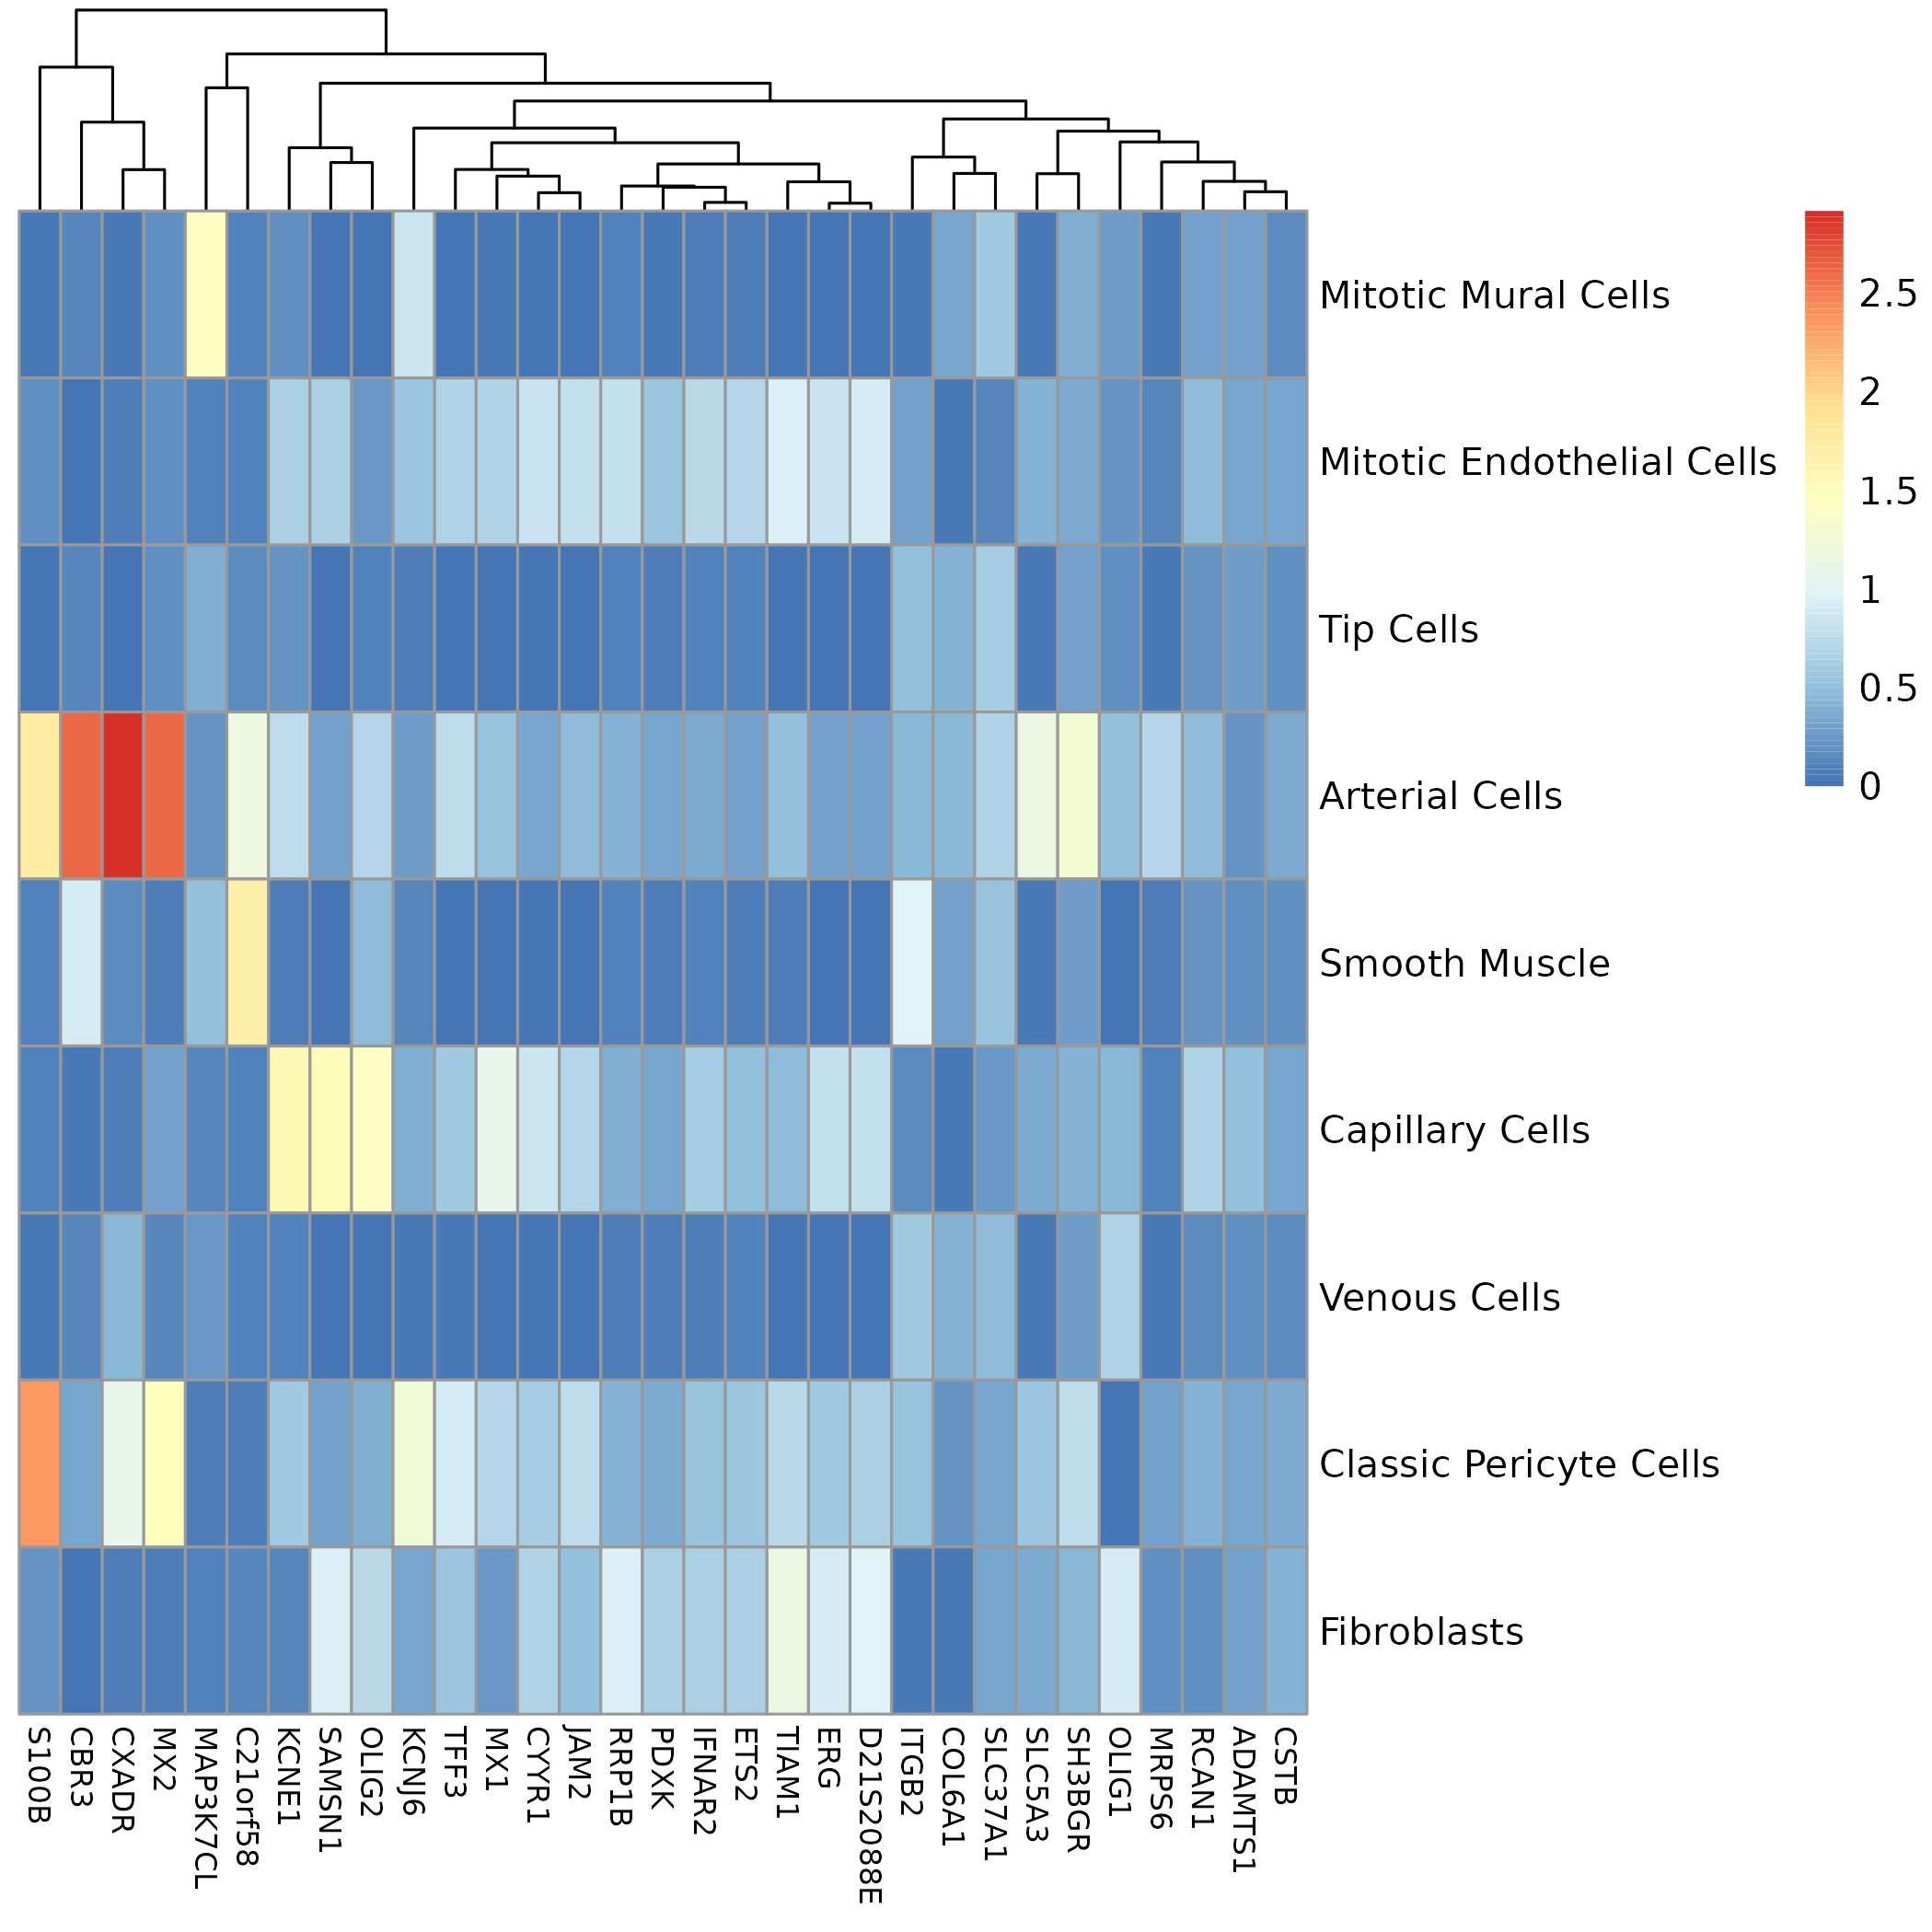 Mitotic Mural Cells
Mitotic Endothelial Cells
Tip Cells
Arterial Cells
Smooth Muscle
Capillary Cells
Venous Cells
Classic Pericyte Cells
Fibroblasts
2.5
2
1.5
1
0.5
0
S100B
CBR3
CXADR
MX2
MAP3K7CL
C21orf58
KCNE1
SAMSN1
OLIG2
KCNJ6
TFF3
MX1
CYYR1
JAM2
RRP1B
PDXK
IFNAR2
ETS2
TIAM1
ERG
D21S2088E
ITGB2
COL6A1
SLC37A1
SLC5A3
SH3BGR
OLIG1
MRPS6
RCAN1
ADAMTS1
CSTB